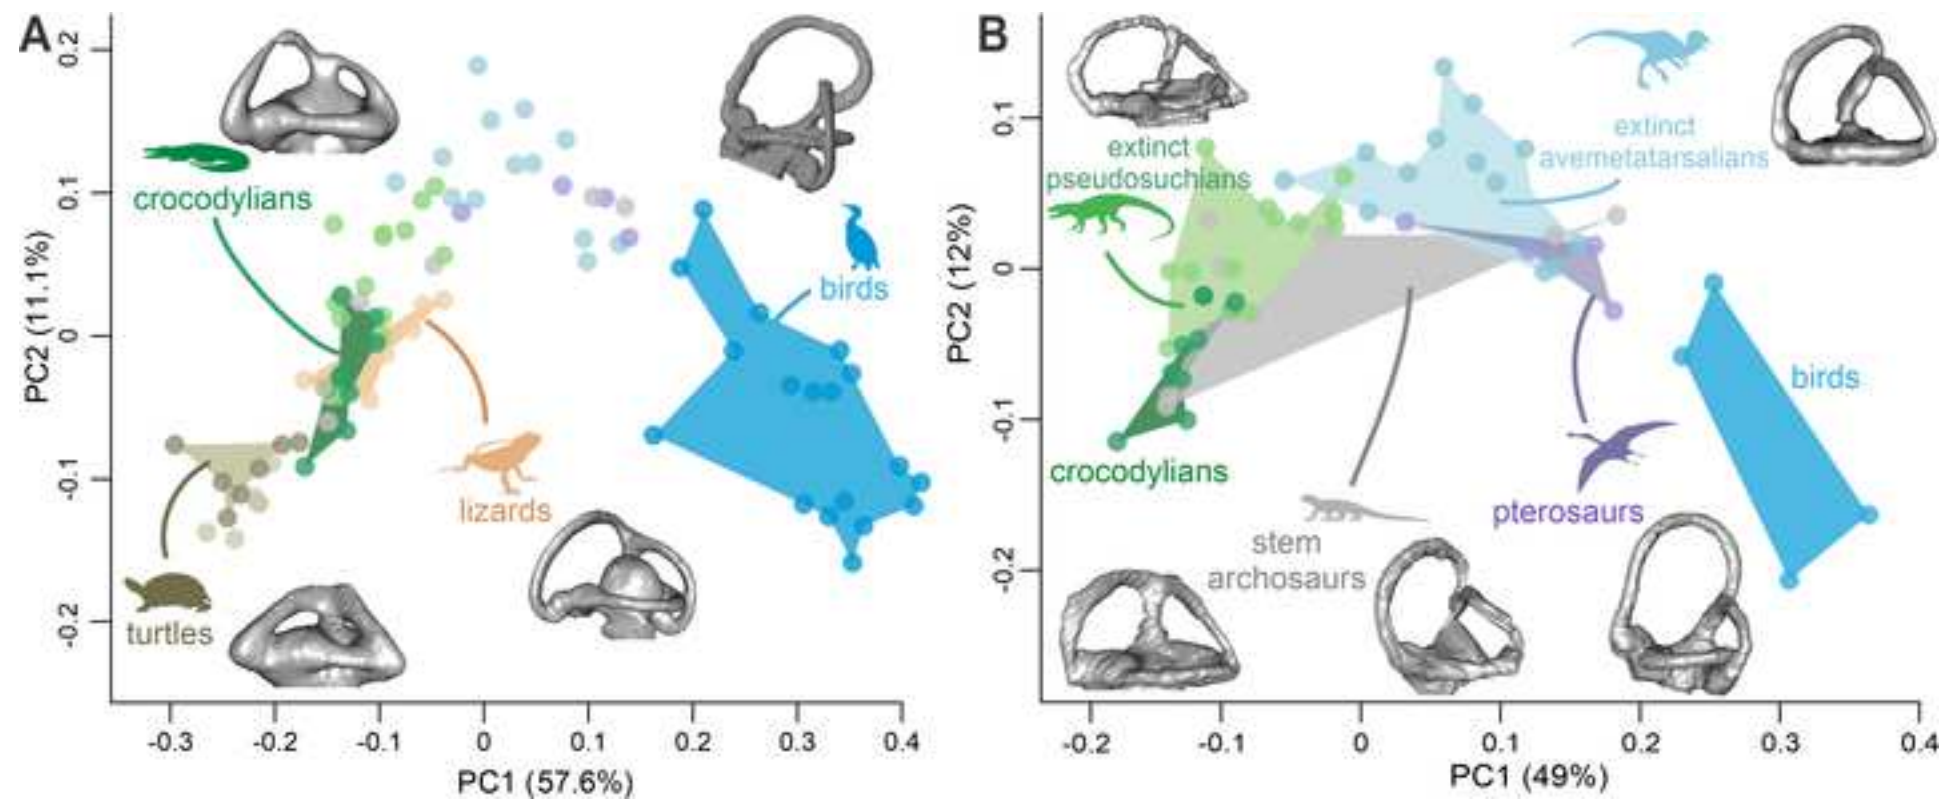 A
0.2
0.1
0
-0.1
-0.2
PC2 (11.1%)
crocodylians
birds
lizards
turtles
-0.3
-0.2
-0.1
0
0.1
0.2
0.3
0.4
PC1 (57.6%)
B
0.1
0
-0.1
-0.2
PC2 (12%)
extinct
pseudosuchians
extinct
avemetatarsalians
birds
crocodylians
pterosaurs
stem
archosaurs
-0.2
-0.1
0
0.1
0.2
0.3
0.4
PC1 (49%)